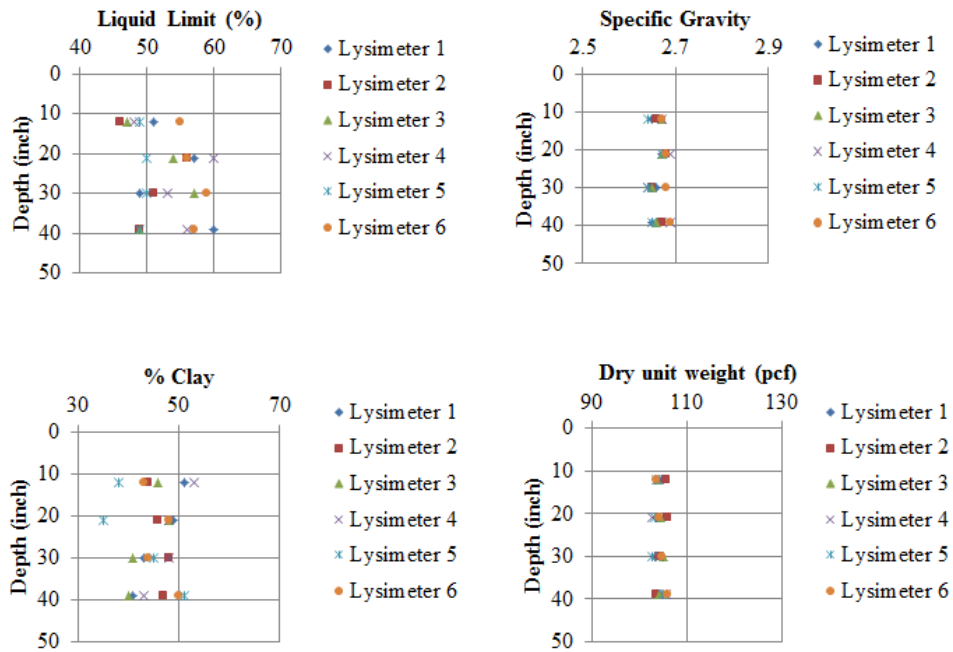 Liquid Limit (%)
40 50 60 70
0
10
20
30
40
50
Depth (inch)
Lysimeter 1
Lysimeter 2
Lysimeter 3
Lysimeter 4
Lysimeter 5
Lysimeter 6
Specific Gravity
2.5 2.7 2.9
0
10
20
30
40
50
Depth (inch)
Lysimeter 1
Lysimeter 2
Lysimeter 3
Lysimeter 4
Lysimeter 5
Lysimeter 6
% Clay
30 50 70
0
10
20
30
40
50
Depth (inch)
Lysimeter 1
Lysimeter 2
Lysimeter 3
Lysimeter 4
Lysimeter 5
Lysimeter 6
Dry unit weight (pcf)
90 110 130
0
10
20
30
40
50
Depth (inch)
Lysimeter 1
Lysimeter 2
Lysimeter 3
Lysimeter 4
Lysimeter 5
Lysimeter 6